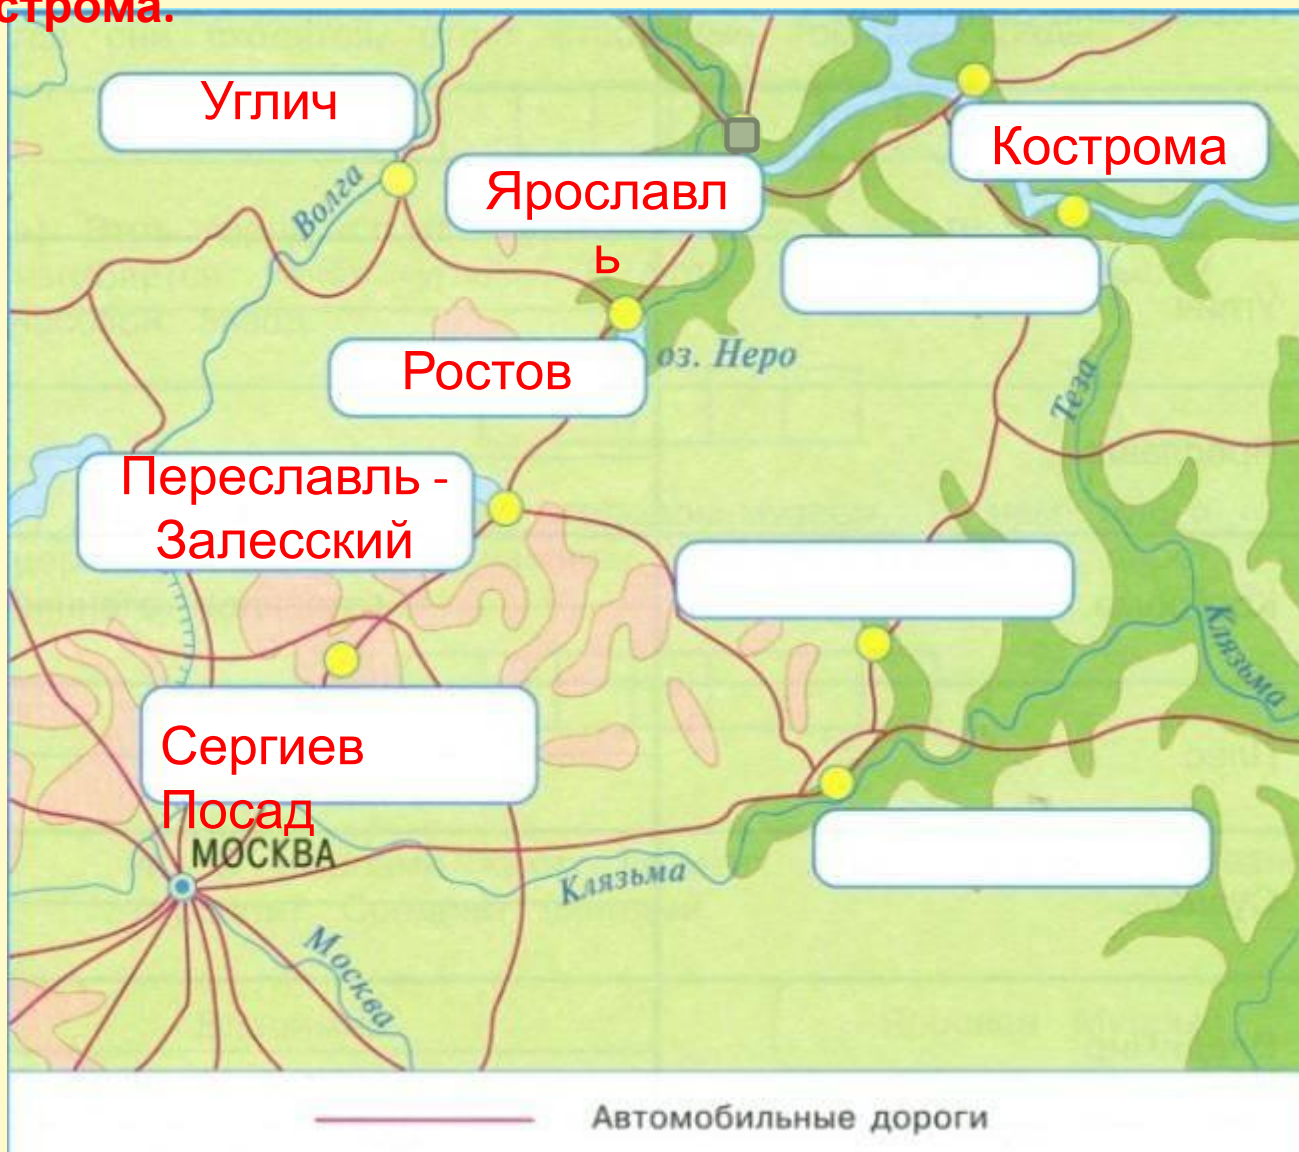 строма.
Углич
Кострома
Ярославл
ь
Волга
Ростов
оз. Неро
Теза
Переславль -
Залесский
Клязьма
Сергиев
Посад
МОСКВА
Клязьма
Москва
Автомобильные дороги